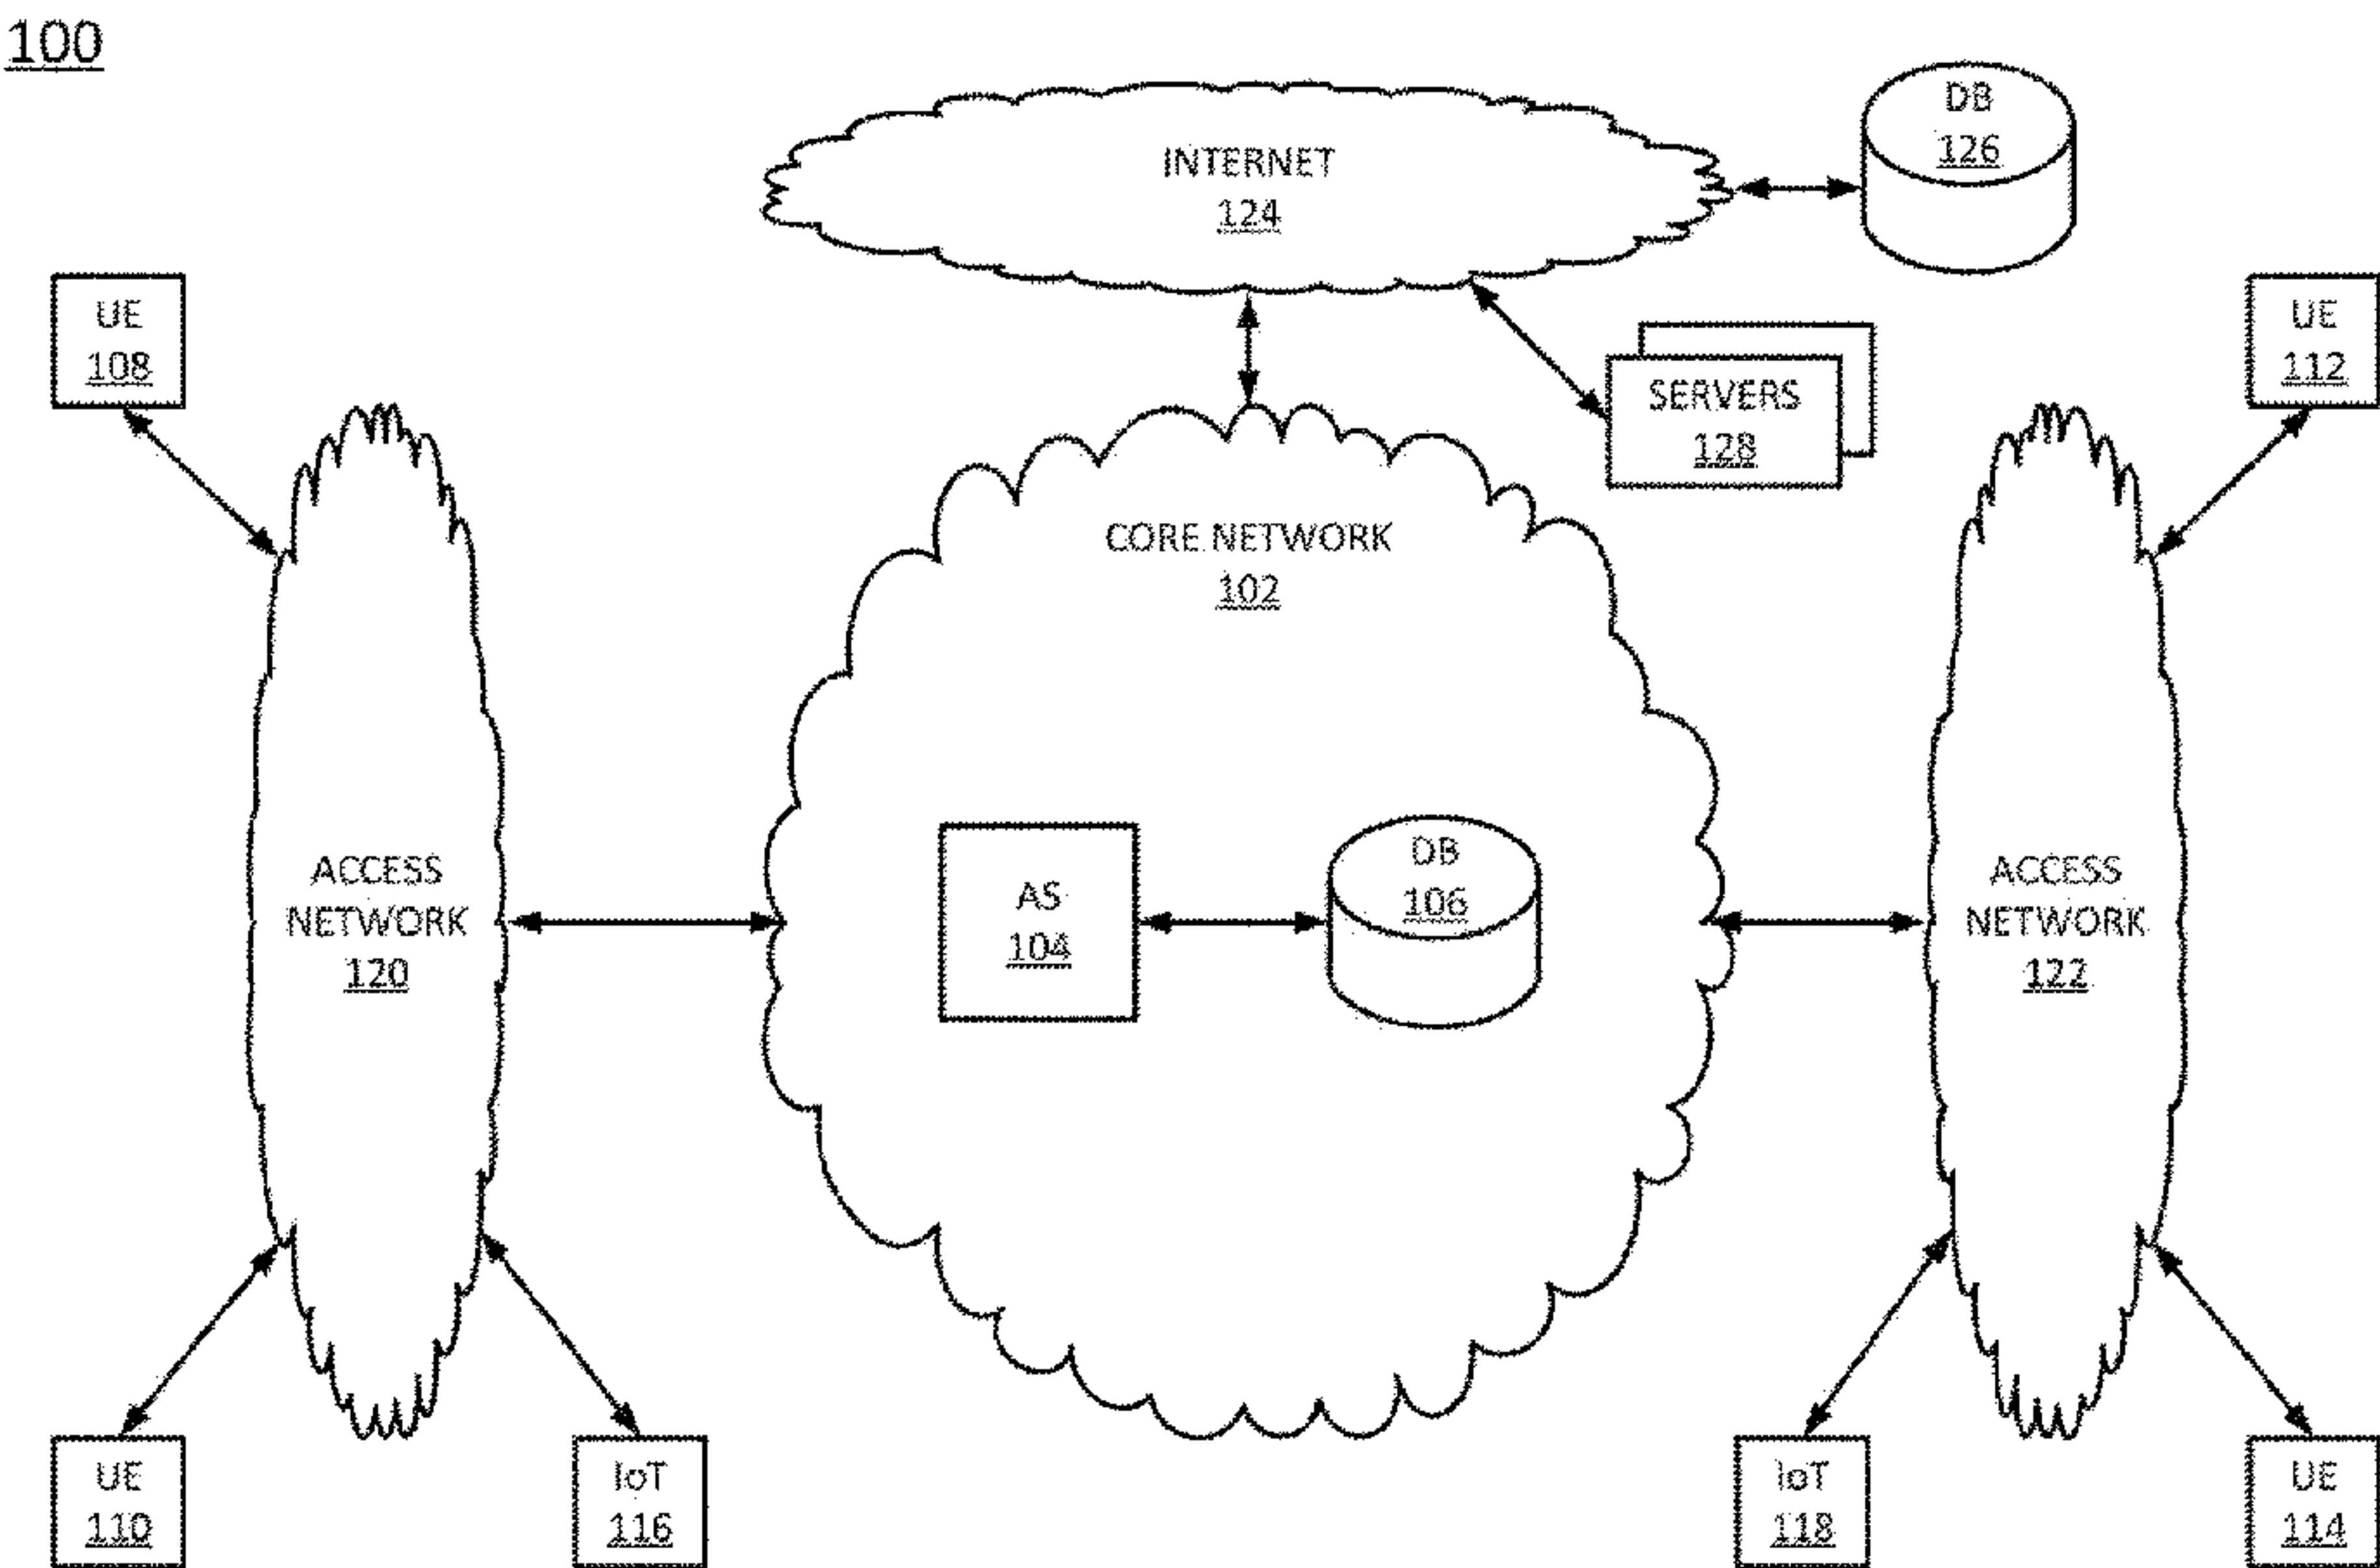 100
INTERNET
124
DB
126
UE
108
UE
112
SERVERS
128
CORE NETWORK
102
ACCESS
NETWORK
120
AS
104
DB
106
ACCESS
NETWORK
122
UE
110
IoT
116
IoT
118
UE
114